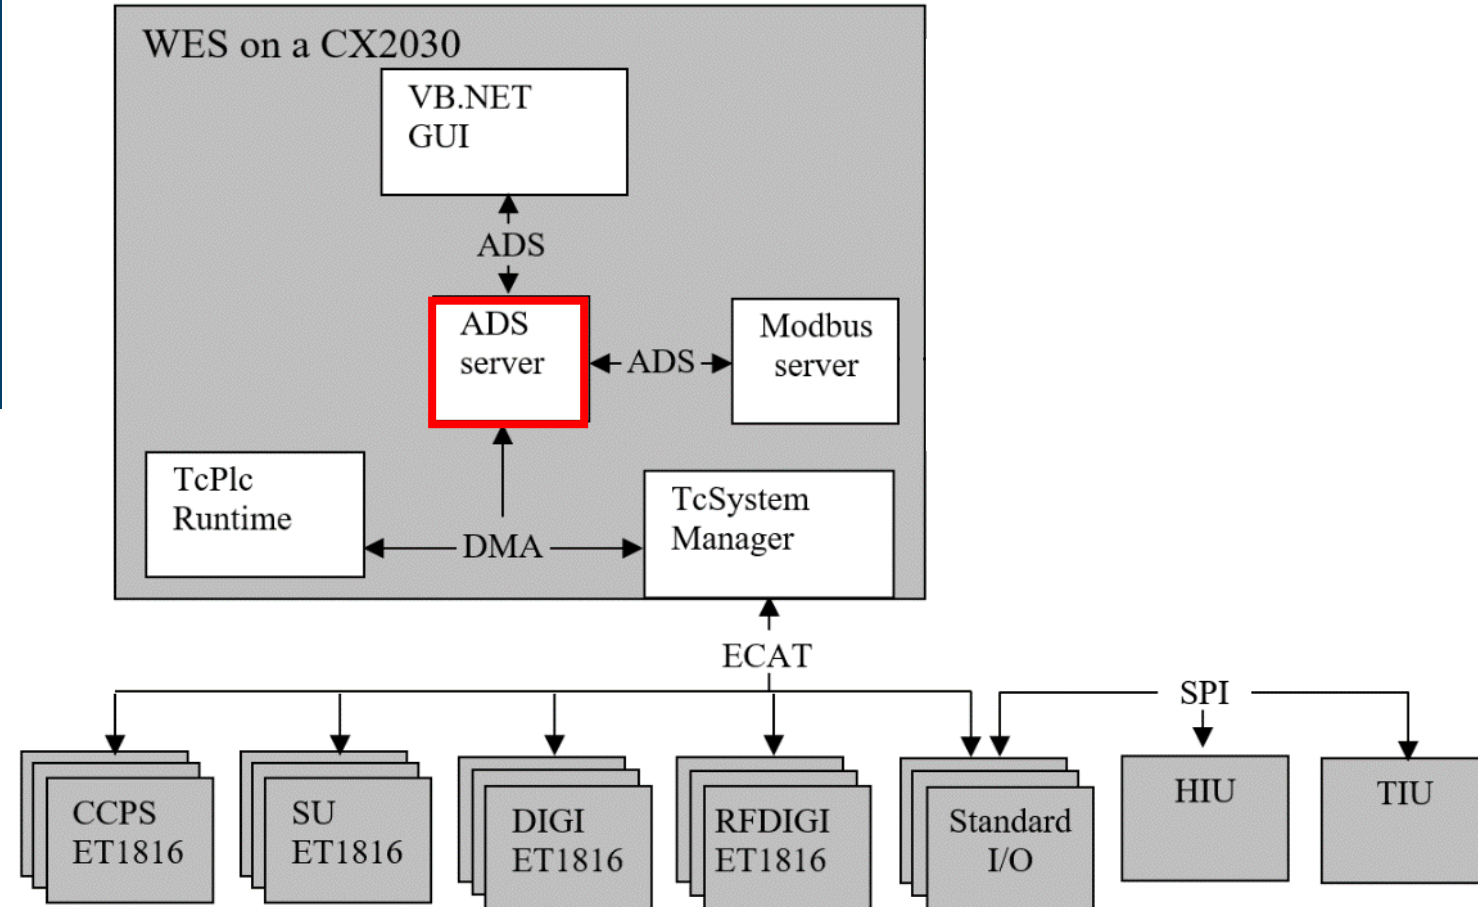 WES on a CX2030
VB.NET
GUI
ADS
ADS
server
ADS
Modbus
server
TcPlc
Runtime
DMA
TcSystem
Manager
ECAT
SPI
CCPS
ET1816
SU
ET1816
DIGI
ET1816
RFDIGI
ET1816
Standard
I/O
HIU
TIU